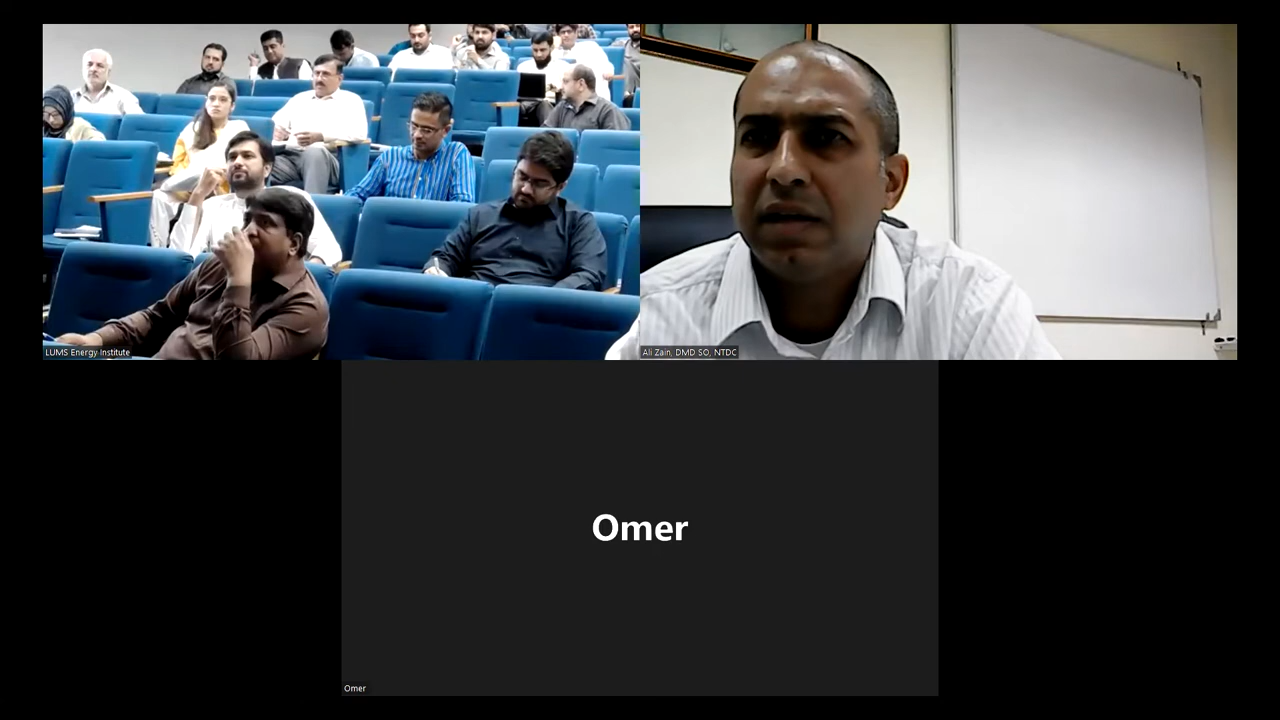 LUMS Energy Institute
Ali Zain, DMD SO, NTDC
Omer
Omer